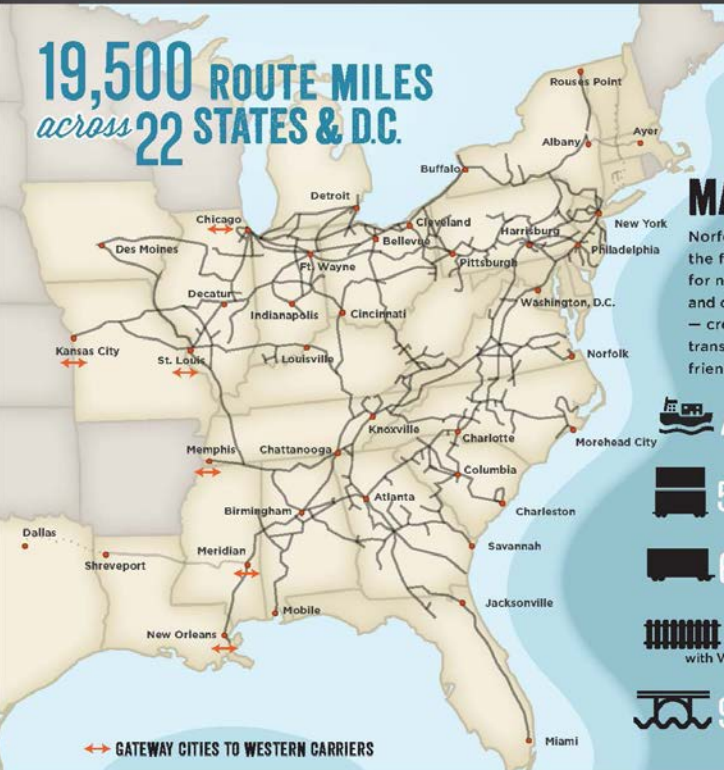 19,500 ROUTE MILES
across 22 STATES & D.C.
Rouses Point
Albany
Ayer
Buffalo
Detroit
Chicago
Cleveland
Bellevue
Harrisburg
New York
Des Moines
Ft. Wayne
Pittsburgh
Philadelphia
Decatur
Indianapolis
Cincinnati
Washington, D.C.
Kansas City
St. Louis
Louisville
Norfolk
Knoxville
Charlotte
Morehead City
Memphis
Chattanooga
Columbia
Atlanta
Birmingham
Charleston
Dallas
Shreveport
Meridian
Savannah
Mobile
Jacksonville
New Orleans
Miami
GATEWAY CITIES TO WESTERN CARRIERS
MA
Norfo
the f
for n
and c
— cre
trans
frien
with